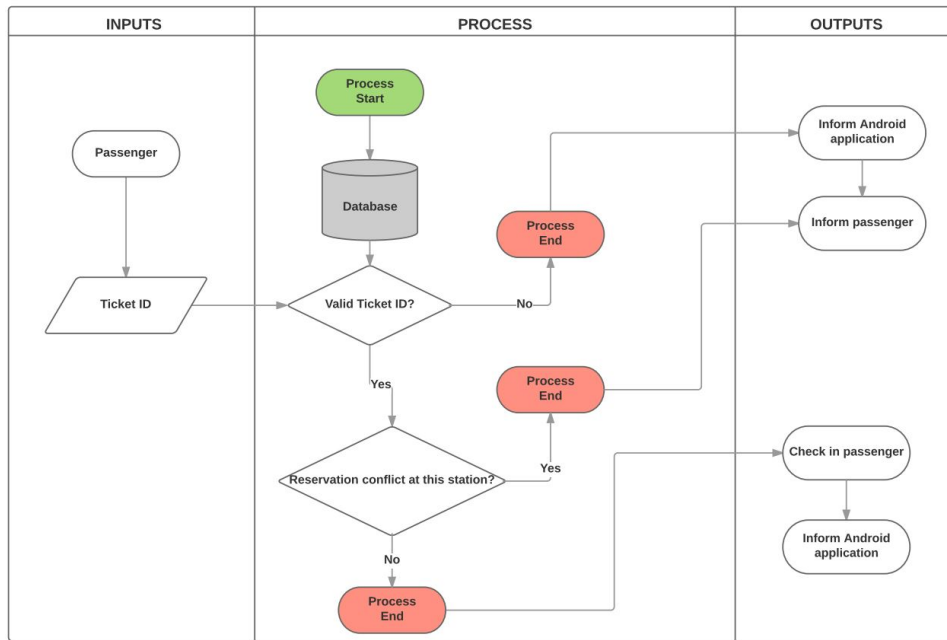 INPUTS
PROCESS
OUTPUTS
Passenger
Ticket ID
Process
Start
Database
Valid Ticket ID?
No
Process
End
Yes
Reservation conflict at this station?
Yes
Process
End
No
Process
End
Inform Android
application
Inform passenger
Check in passenger
Inform Android
application